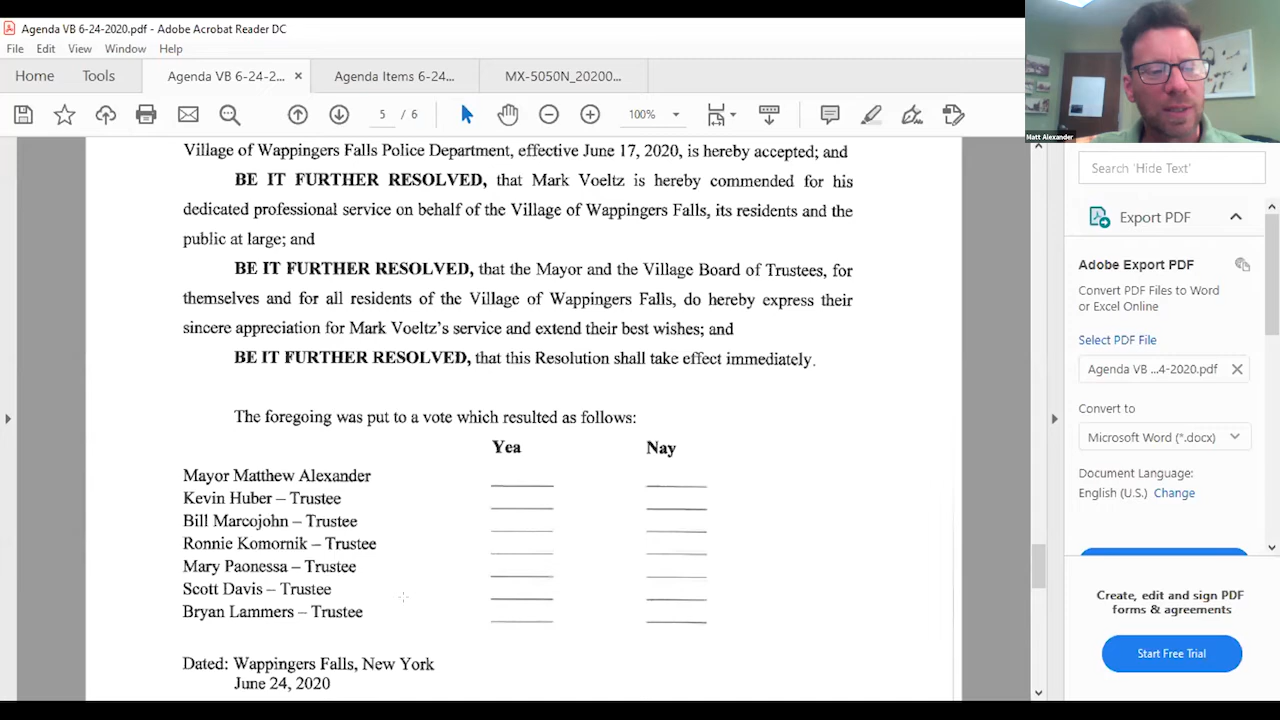 Agenda VB 6-24-2020.pdf - Adobe Acrobat Reader DC
File Edit View Window Help
Home Tools Agenda VB 6-24-2... × Agenda Items 6-24... MX-5050N_20200...
5 / 6 100%
Matt Alexander
Village of Wappingers Falls Police Department, effective June 17, 2020, is hereby accepted; and
BE IT FURTHER RESOLVED, that Mark Voeltz is hereby commended for his
dedicated professional service on behalf of the Village of Wappingers Falls, its residents and the
public at large; and
BE IT FURTHER RESOLVED, that the Mayor and the Village Board of Trustees, for
themselves and for all residents of the Village of Wappingers Falls, do hereby express their
sincere appreciation for Mark Voeltz's service and extend their best wishes; and
BE IT FURTHER RESOLVED, that this Resolution shall take effect immediately.
The foregoing was put to a vote which resulted as follows:
Yea Nay
Mayor Matthew Alexander
Kevin Huber – Trustee
Bill Marcojohn – Trustee
Ronnie Komornik – Trustee
Mary Paonessa – Trustee
Scott Davis – Trustee
Bryan Lammers – Trustee
Dated: Wappingers Falls, New York
June 24, 2020
Search 'Hide Text'
Export PDF
Adobe Export PDF
Convert PDF Files to Word
or Excel Online
Select PDF File
Agenda VB ...4-2020.pdf
Convert to
Microsoft Word (*.docx)
Document Language:
English (U.S.) Change
Create, edit and sign PDF
forms & agreements
Start Free Trial